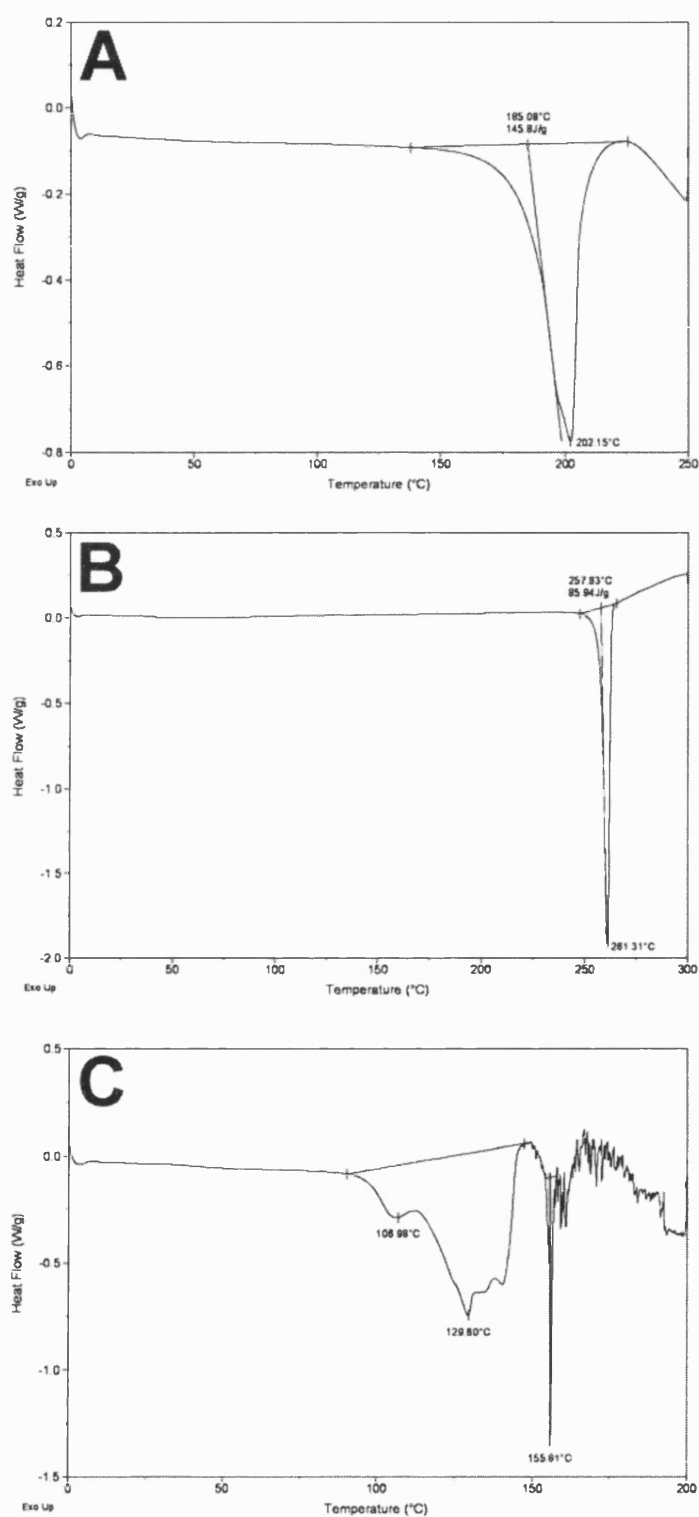 A
0.2
0.0
-0.2
-0.4
-0.6
-0.8
Heat Flow (W/g)
185.08°C
145.8J/g
202.15°C
0
50
100
150
200
250
Exo Up
Temperature (°C)
B
0.5
0.0
-0.5
-1.0
-1.5
-2.0
Heat Flow (W/g)
257.83°C
85.94J/g
261.31°C
0
50
100
150
200
250
300
Exo Up
Temperature (°C)
C
0.5
0.0
-0.5
-1.0
-1.5
Heat Flow (W/g)
106.98°C
129.60°C
155.81°C
0
50
100
150
200
Exo Up
Temperature (°C)